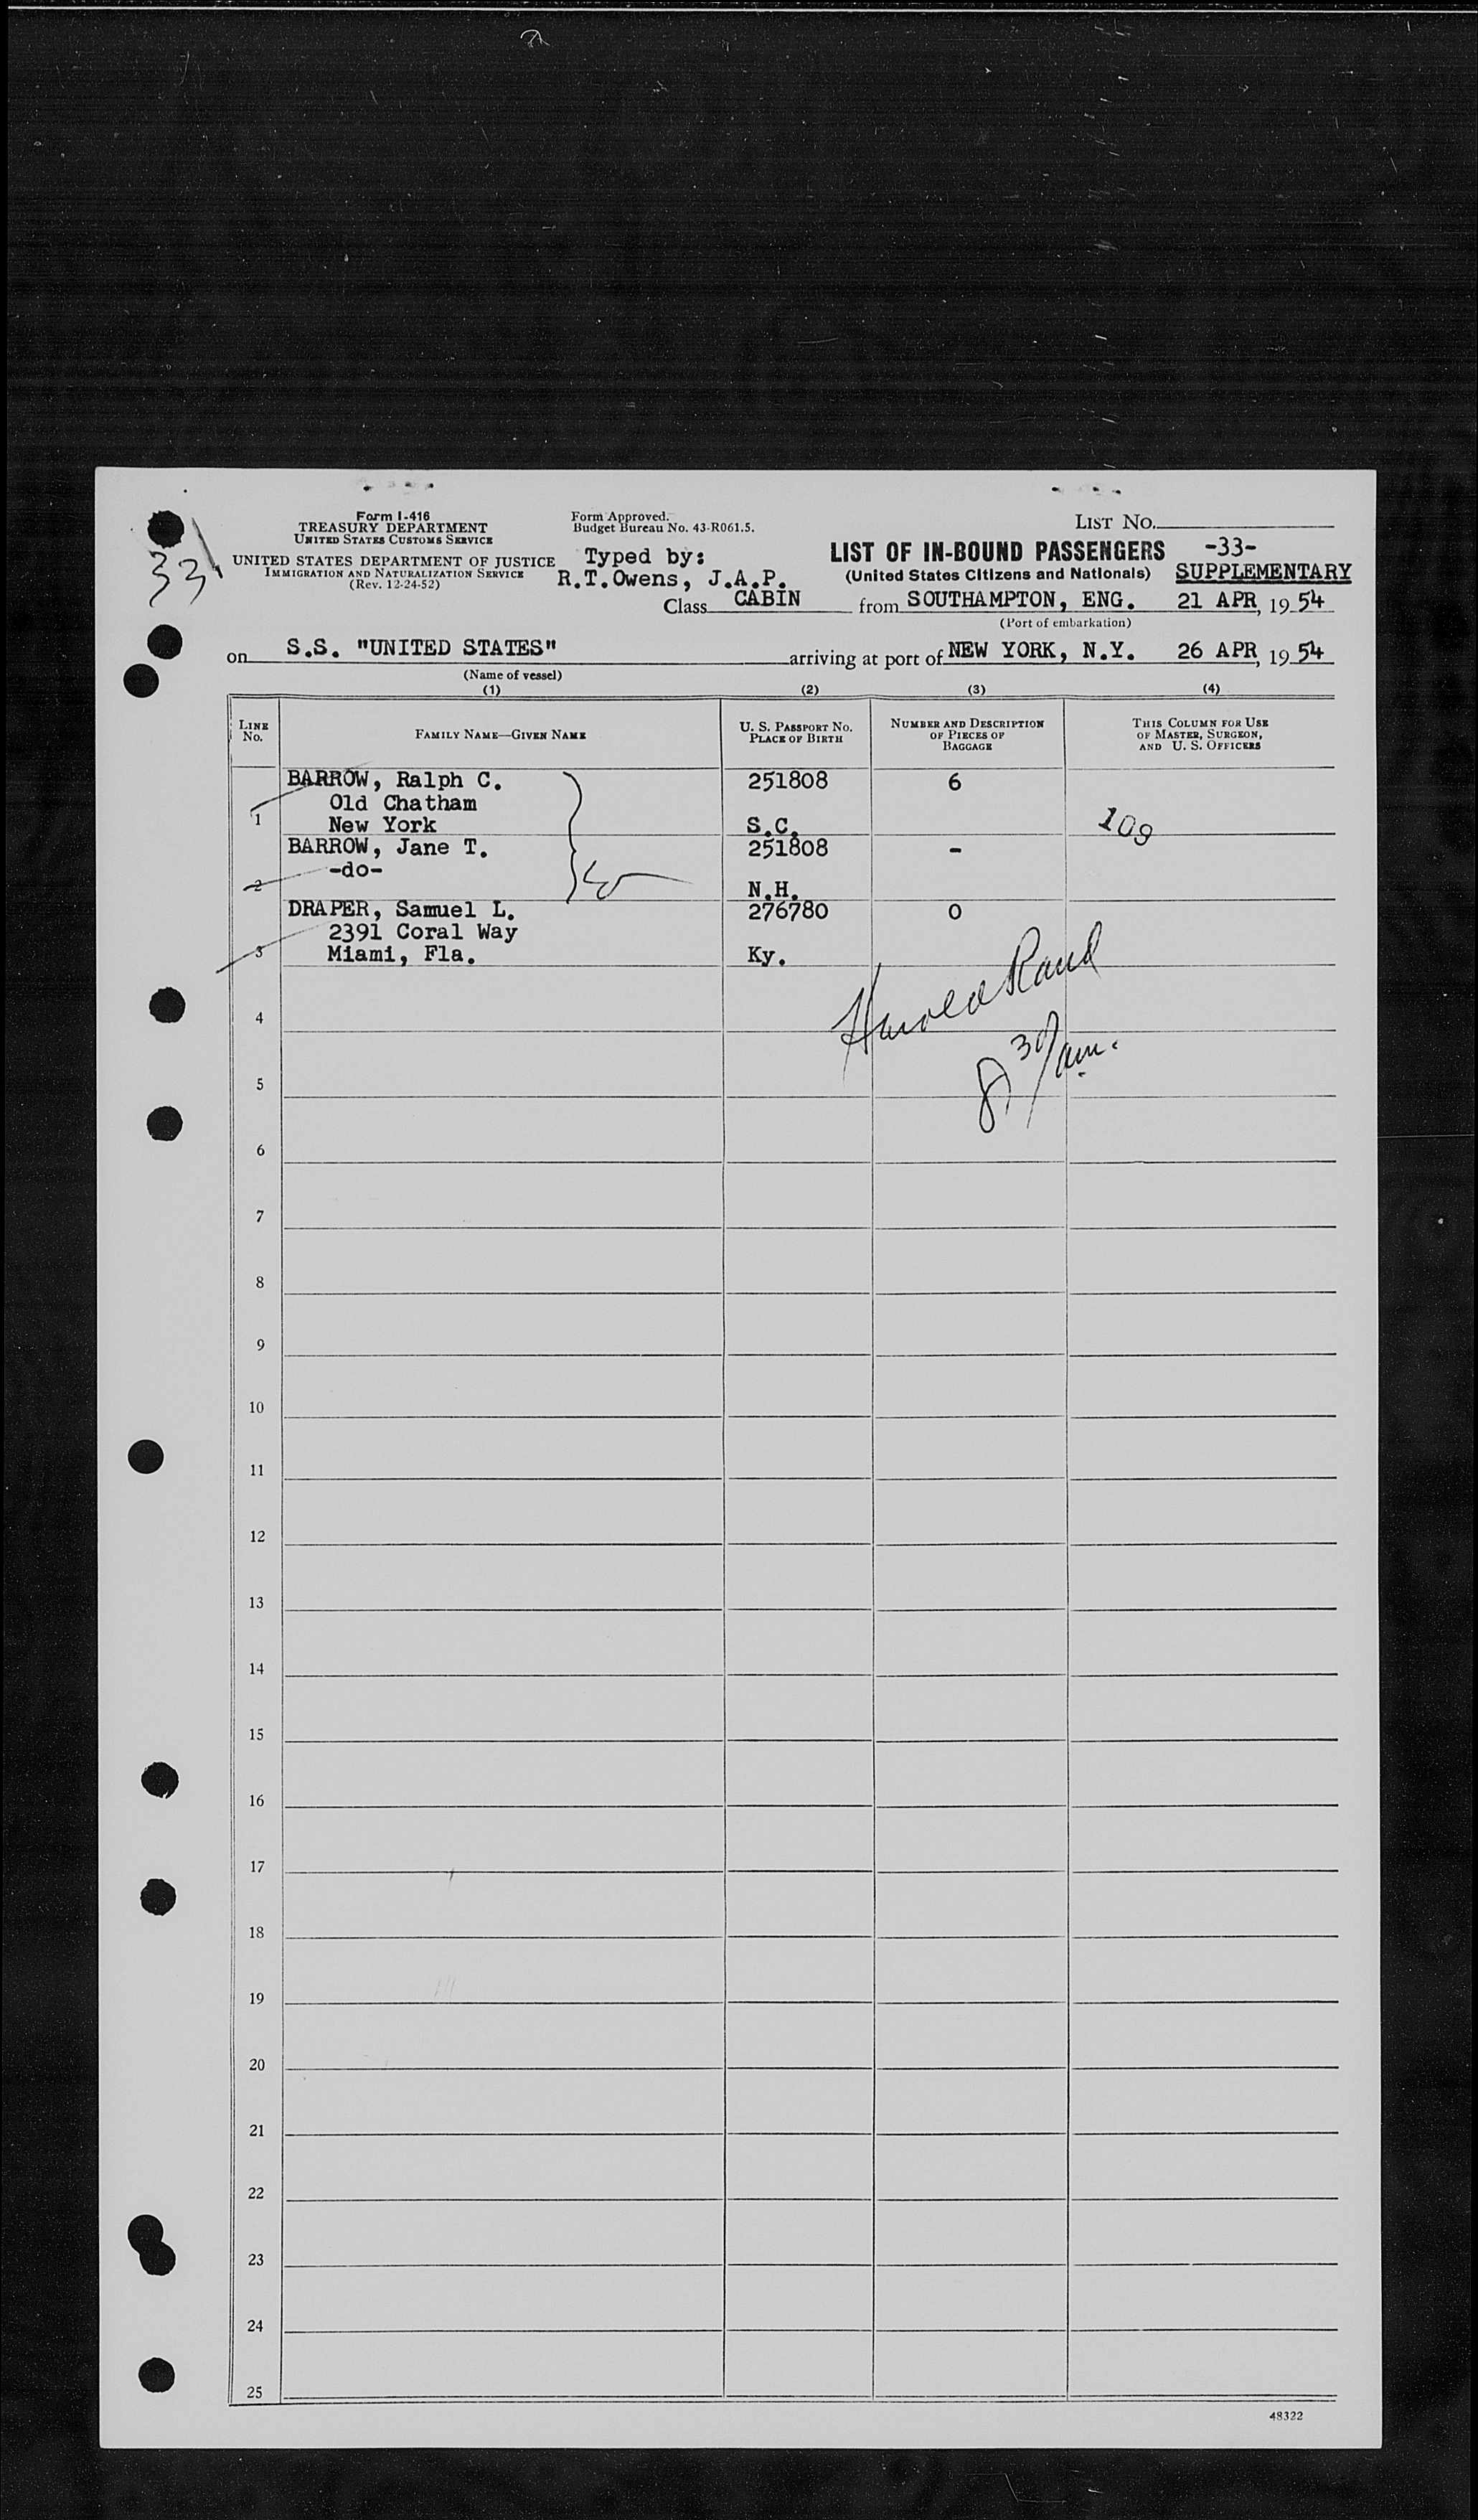 Form I-416
TREASURY DEPARTMENT
UNITED STATES CUSTOMS SERVICE
UNITED STATES DEPARTMENT OF JUSTICE
IMMIGRATION AND NATURALIZATION SERVICE
(Rev. 12-24-52)
33
Form Approved.
Budget Bureau No. 43-R061.5.
Typed by:
R.T.Owens, J.A.P.
LIST NO.
LIST OF IN-BOUND PASSENGERS -33-
(United States Citizens and Nationals) SUPPLEMENTARY
Class CABIN from SOUTHAMPTON, ENG. 21 APR, 1954
(Port of embarkation)
on S.S. "UNITED STATES" arriving at port of NEW YORK, N.Y. 26 APR, 1954
(Name of vessel)
(1) (2) (3) (4)
LINE NO.
FAMILY NAME—GIVEN NAME
U. S. PASSPORT NO.
PLACE OF BIRTH
NUMBER AND DESCRIPTION
OF PIECES OF
BAGGAGE
THIS COLUMN FOR USE
OF MASTER, SURGEON,
AND U. S. OFFICERS
BARROW, Ralph C. 251808 6
Old Chatham
1 New York S.C. 109
BARROW, Jane T. 251808 -
-do-
2 N.H.
DRAPER, Samuel L. 276780 0
2391 Coral Way
3 Miami, Fla. Ky.
Harold Rand
4
8 30/am.
5
6
7
8
9
10
11
12
13
14
15
16
17
18
19
20
21
22
23
24
25
48322